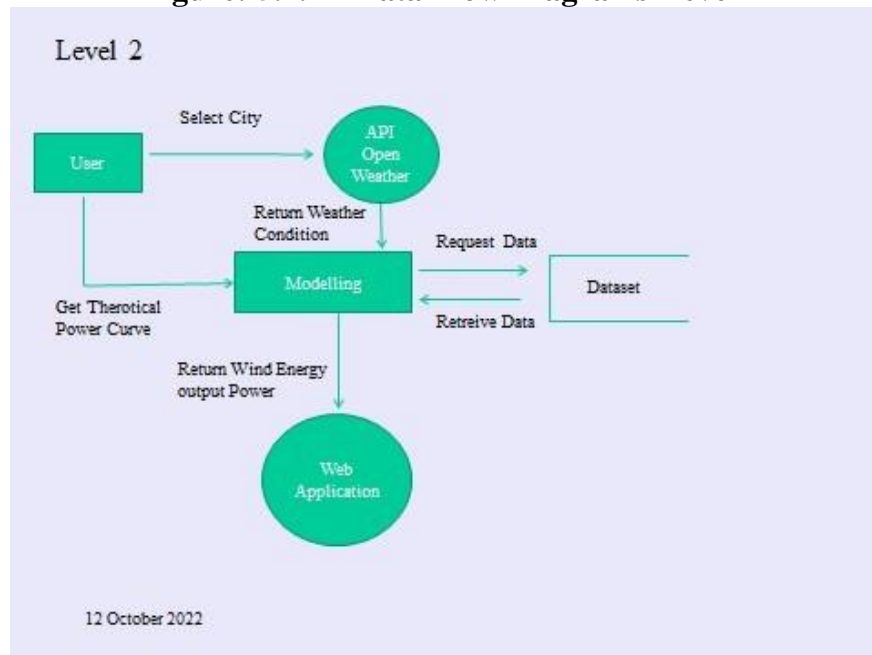 Level 2
Select City
API
Open
Weather
User
Return Weather
Condition
Request Data
Modelling
Dataset
Get Therotical
Power Curve
Retreive Data
Return Wind Energy
output Power
Web
Application
12 October 2022